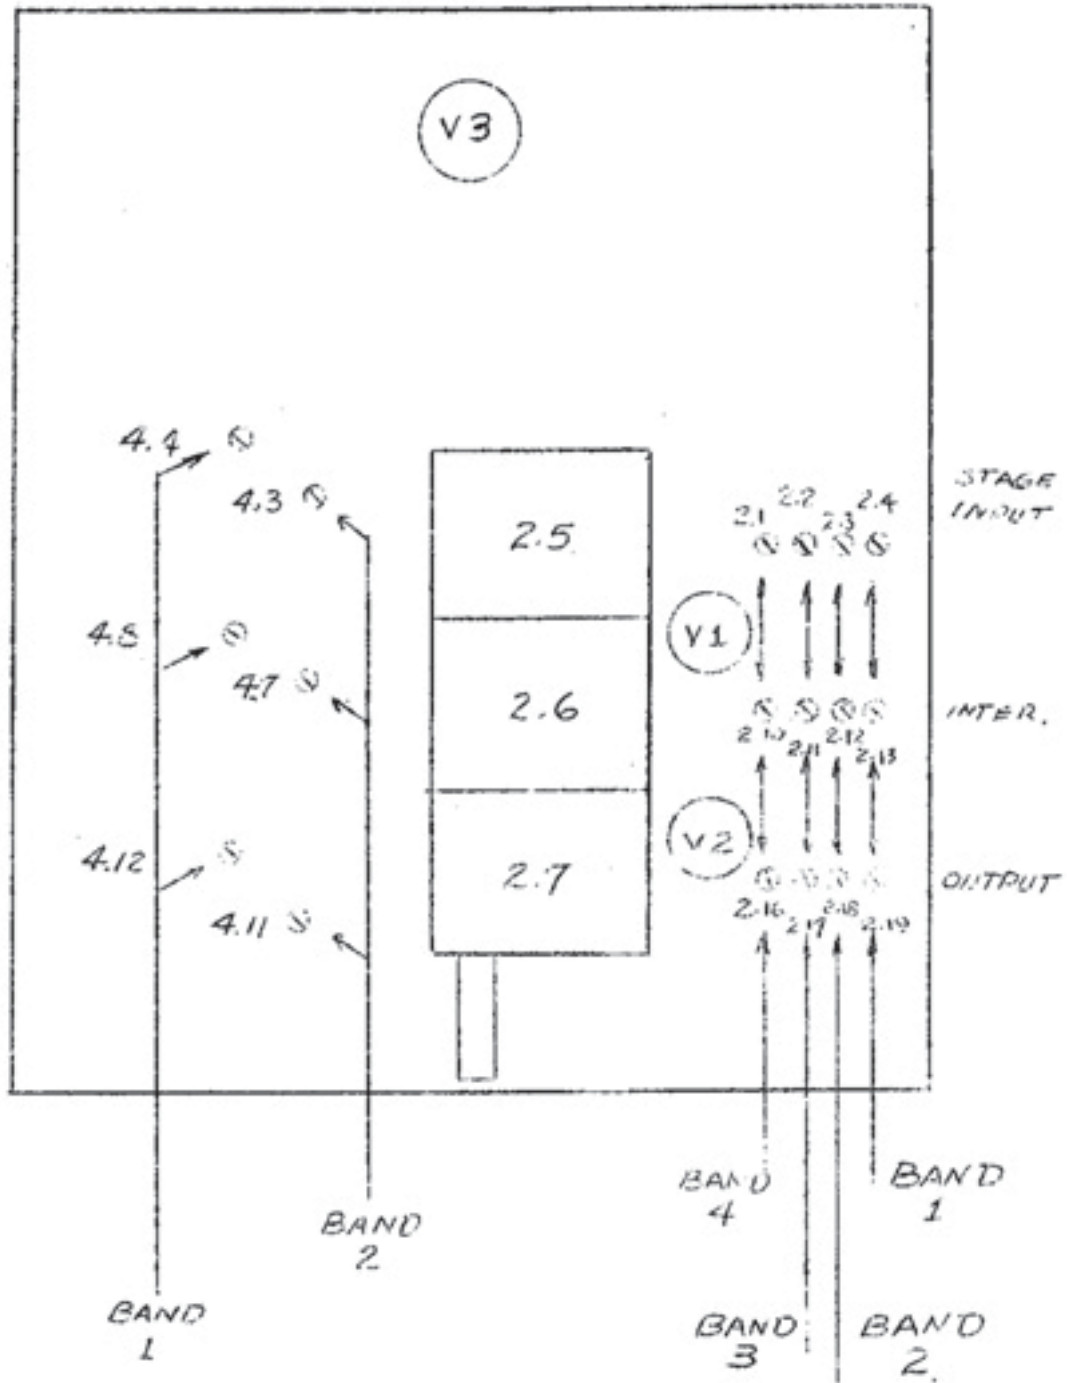 V3
4.4
4.3
2.5
2.1
2.2
2.3
2.4
STAGE
INPUT
4.8
4.7
V1
2.6
INTER.
2.10
2.11
2.12
2.13
4.12
4.11
V2
2.7
OUTPUT
2.16
2.17
2.18
2.19
BAND
4
BAND
1
BAND
2
BAND
1
BAND
3
BAND
2.